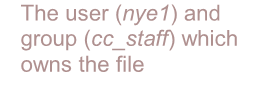 The user (nye1) and
group (cc_staff) which
owns the file